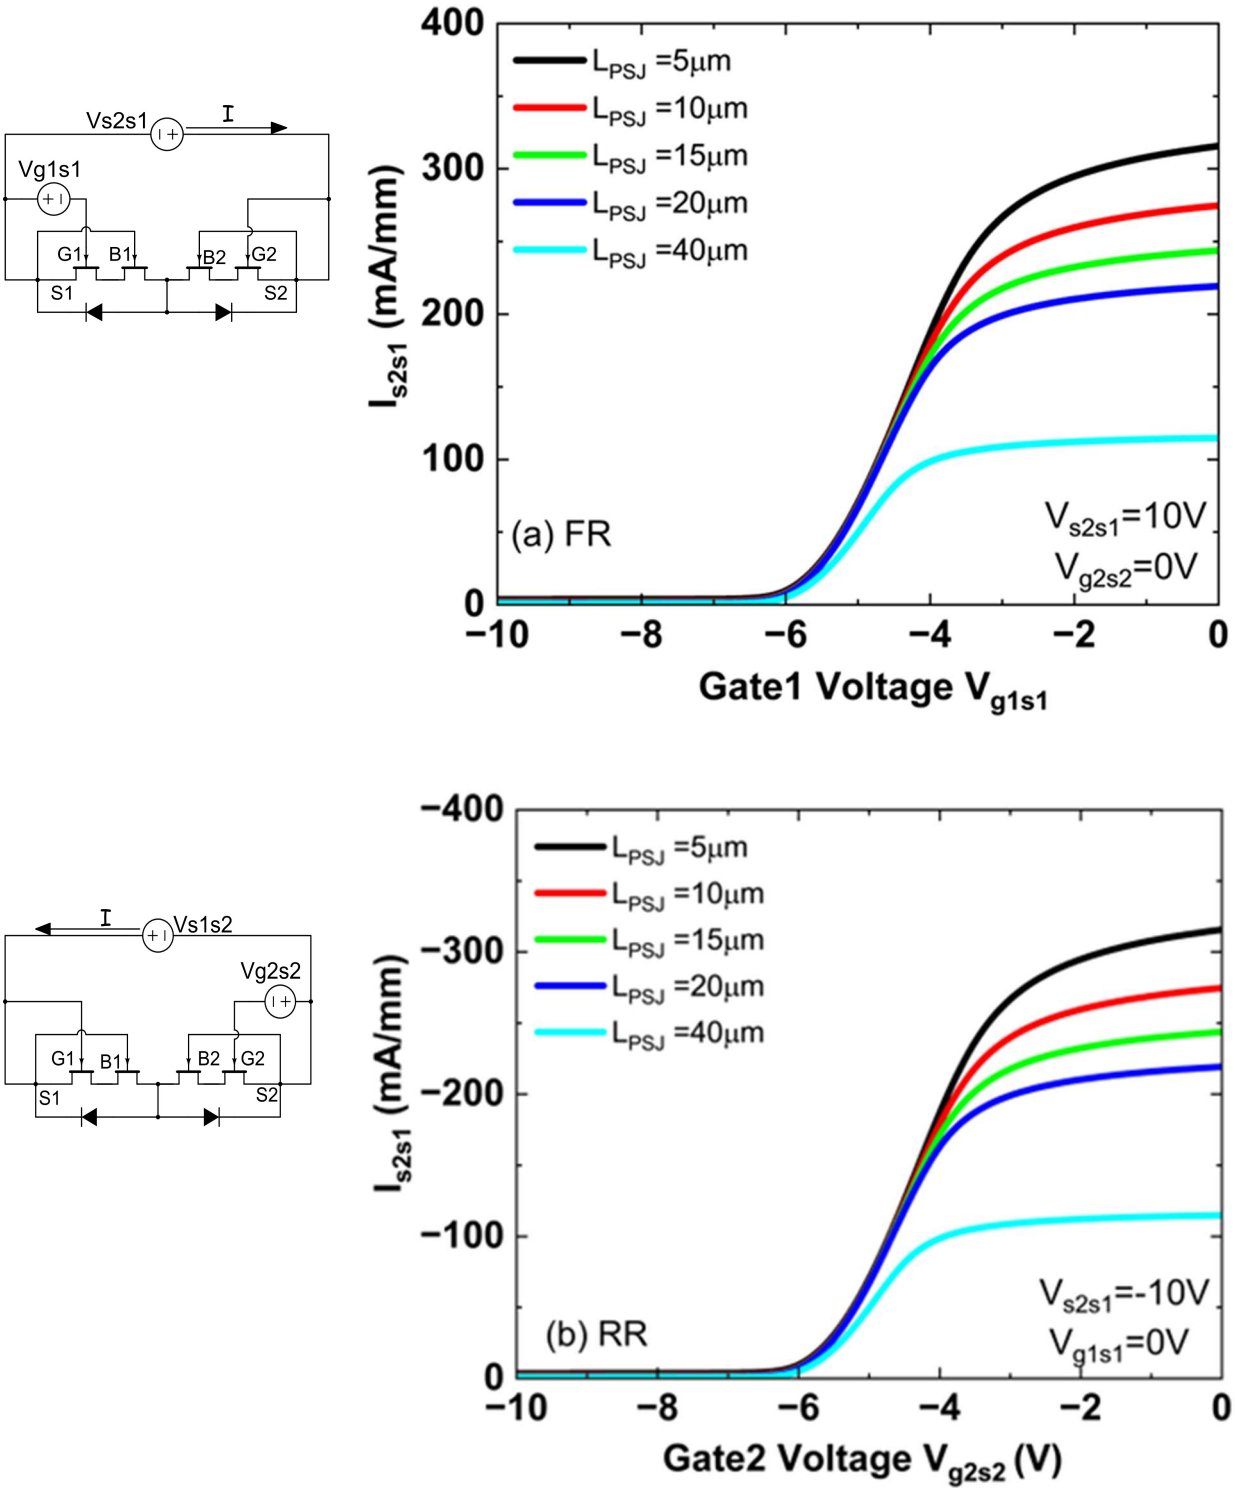 400
L_PSJ =5μm
L_PSJ =10μm
L_PSJ =15μm
L_PSJ =20μm
L_PSJ =40μm
300
200
100
0
I_s2s1 (mA/mm)
(a) FR
V_s2s1=10V
V_g2s2=0V
−10 −8 −6 −4 −2 0
Gate1 Voltage V_g1s1
Vs2s1
I
Vg1s1
G1 B1 B2 G2
S1 S2
−400
L_PSJ =5μm
L_PSJ =10μm
L_PSJ =15μm
L_PSJ =20μm
L_PSJ =40μm
−300
−200
−100
0
I_s2s1 (mA/mm)
(b) RR
V_s2s1=-10V
V_g1s1=0V
−10 −8 −6 −4 −2 0
Gate2 Voltage V_g2s2 (V)
I
Vs1s2
Vg2s2
G1 B1 B2 G2
S1 S2